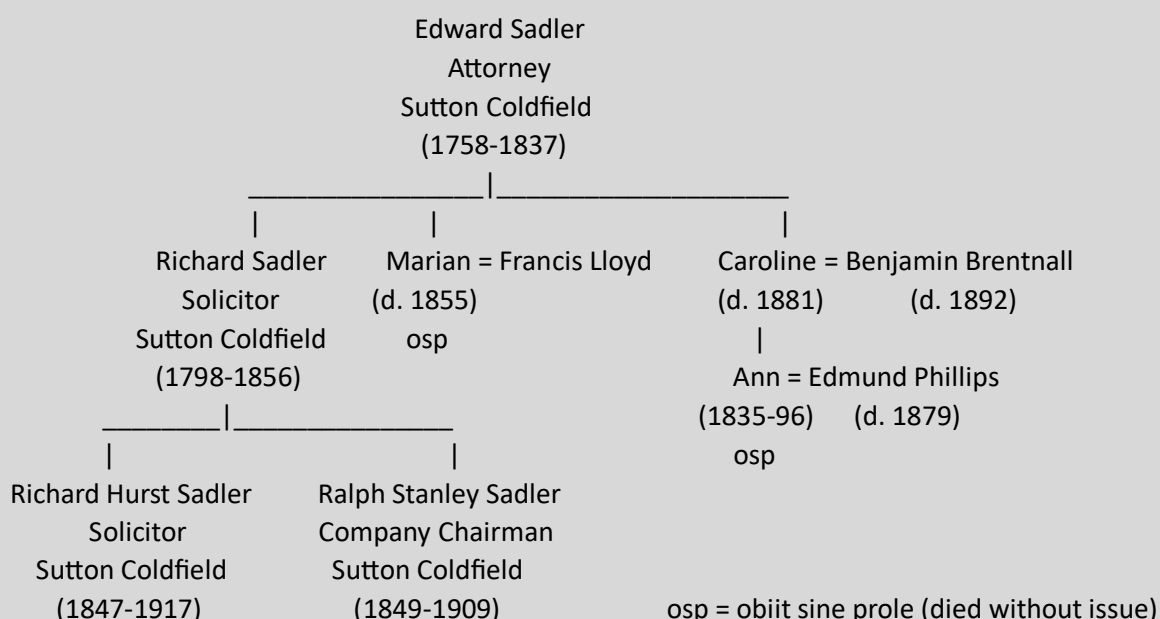 Edward Sadler
Attorney
Sutton Coldfield
(1758-1837)
Richard Sadler Marian = Francis Lloyd Caroline = Benjamin Brentnall
Solicitor (d. 1855) (d. 1881) (d. 1892)
Sutton Coldfield osp
(1798-1856) Ann = Edmund Phillips
(1835-96) (d. 1879)
osp
Richard Hurst Sadler Ralph Stanley Sadler
Solicitor Company Chairman
Sutton Coldfield Sutton Coldfield
(1847-1917) (1849-1909) osp = obiit sine prole (died without issue)